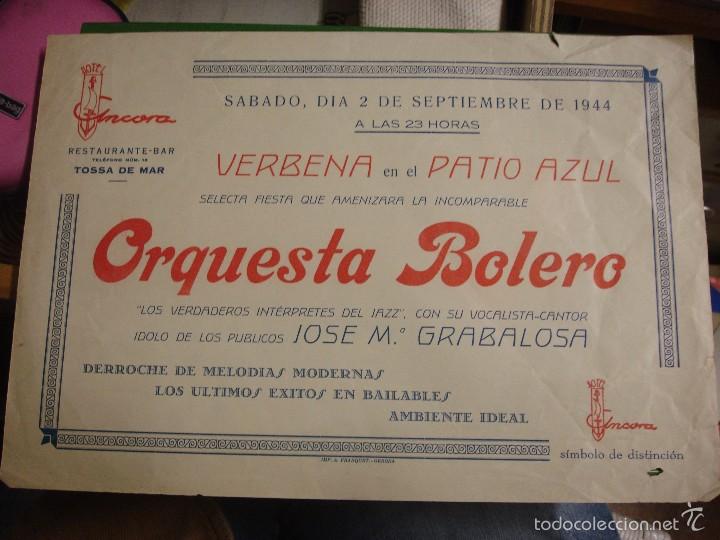 HOTEL
Ancora
RESTAURANTE-BAR
TELÉFONO NÚM. 18
TOSSA DE MAR
SABADO, DIA 2 DE SEPTIEMBRE DE 1944
A LAS 23 HORAS
VERBENA en el PATIO AZUL
SELECTA FIESTA QUE AMENIZARA LA INCOMPARABLE
Orquesta Bolero
"LOS VERDADEROS INTÉRPRETES DEL JAZZ", CON SU VOCALISTA-CANTOR
IDOLO DE LOS PUBLICOS JOSE M.ª GRABALOSA
DERROCHE DE MELODIAS MODERNAS
LOS ULTIMOS EXITOS EN BAILABLES
AMBIENTE IDEAL
HOTEL
Ancora
símbolo de distinción
IMP. A. FRANQUET.-GERONA
todocoleccion.net
TC